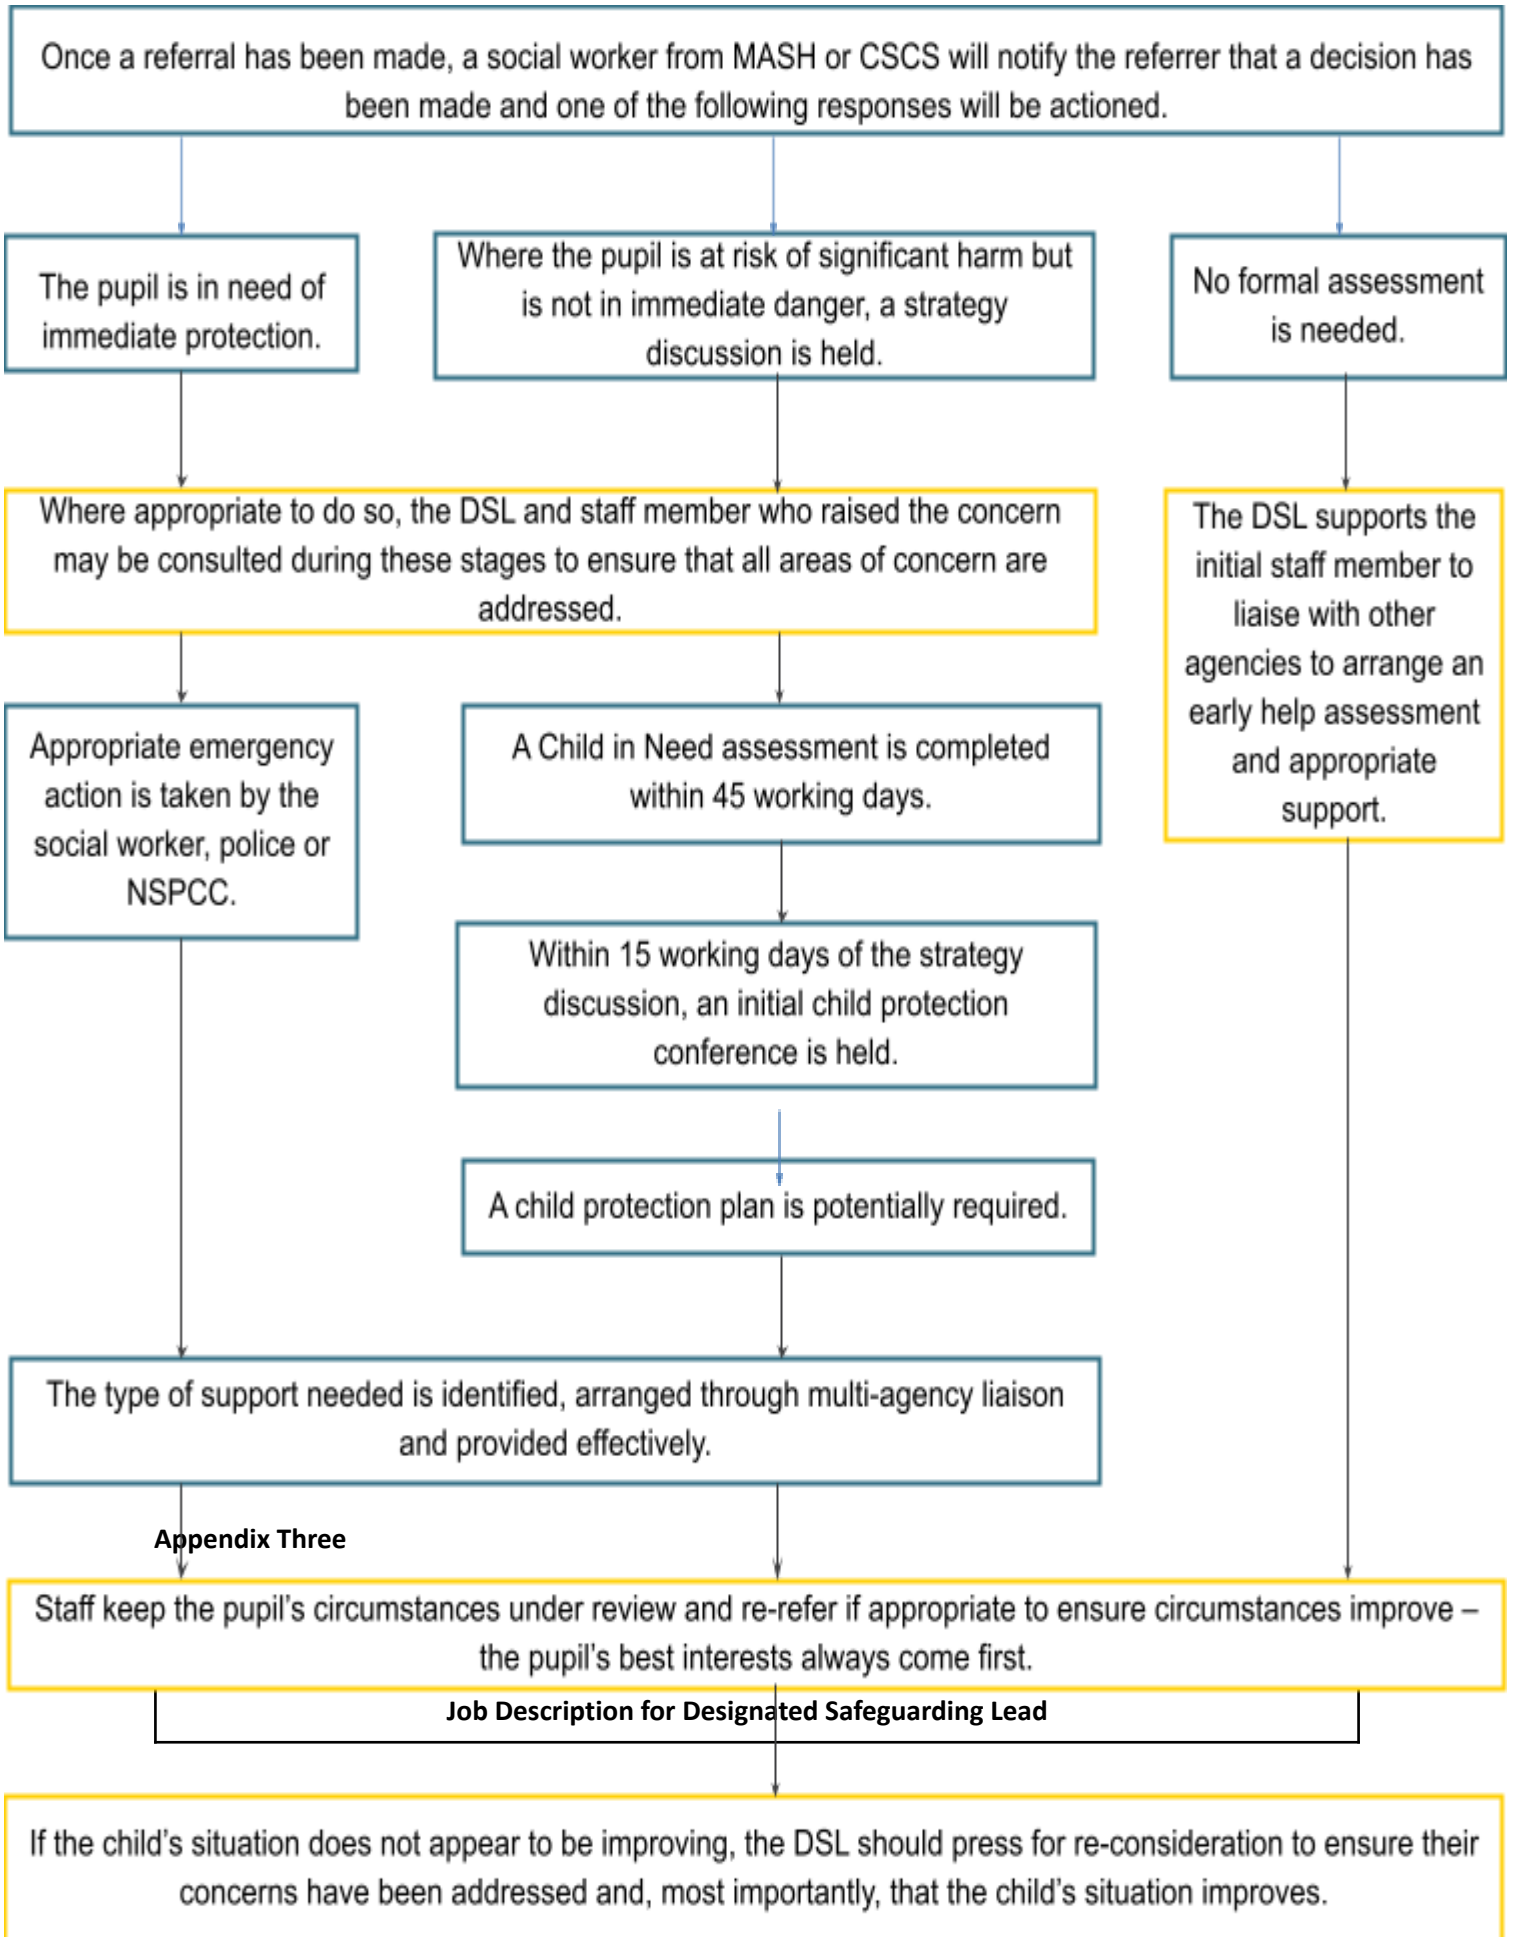 Once a referral has been made, a social worker from MASH or CSCS will notify the referrer that a decision has
been made and one of the following responses will be actioned.
The pupil is in need of
immediate protection.
Where the pupil is at risk of significant harm but
is not in immediate danger, a strategy
discussion is held.
No formal assessment
is needed.
Where appropriate to do so, the DSL and staff member who raised the concern
may be consulted during these stages to ensure that all areas of concern are
addressed.
The DSL supports the
initial staff member to
liaise with other
agencies to arrange an
early help assessment
and appropriate
support.
Appropriate emergency
action is taken by the
social worker, police or
NSPCC.
A Child in Need assessment is completed
within 45 working days.
Within 15 working days of the strategy
discussion, an initial child protection
conference is held.
A child protection plan is potentially required.
The type of support needed is identified, arranged through multi-agency liaison
and provided effectively.
Appendix Three
Staff keep the pupil's circumstances under review and re-refer if appropriate to ensure circumstances improve –
the pupil's best interests always come first.
Job Description for Designated Safeguarding Lead
If the child's situation does not appear to be improving, the DSL should press for re-consideration to ensure their
concerns have been addressed and, most importantly, that the child's situation improves.